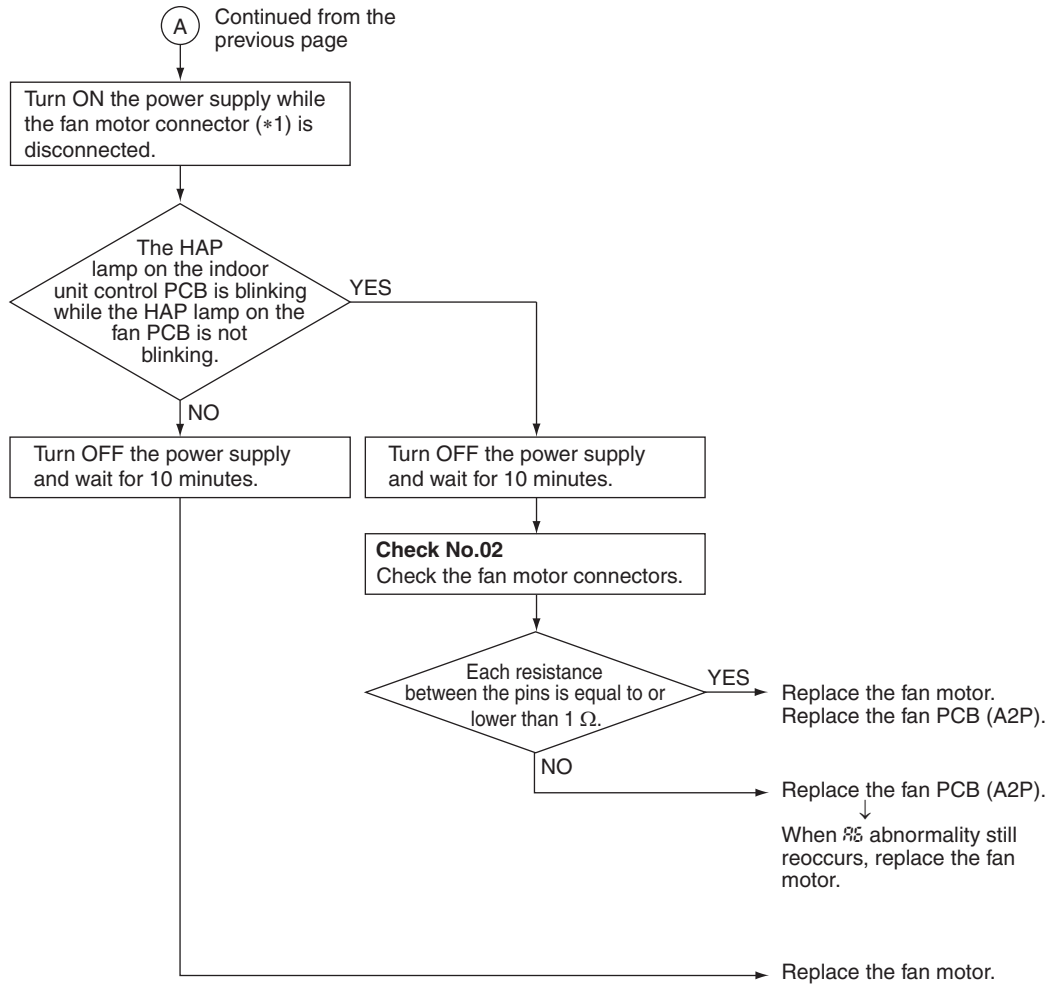 A
Continued from the
previous page
Turn ON the power supply while
the fan motor connector (*1) is
disconnected.
The HAP
lamp on the indoor
unit control PCB is blinking
while the HAP lamp on the
fan PCB is not
blinking.
YES
NO
Turn OFF the power supply
and wait for 10 minutes.
Turn OFF the power supply
and wait for 10 minutes.
Check No.02
Check the fan motor connectors.
Each resistance
between the pins is equal to or
lower than 1 Ω.
YES
Replace the fan motor.
Replace the fan PCB (A2P).
NO
Replace the fan PCB (A2P).
↓
When A6 abnormality still
reoccurs, replace the fan
motor.
Replace the fan motor.